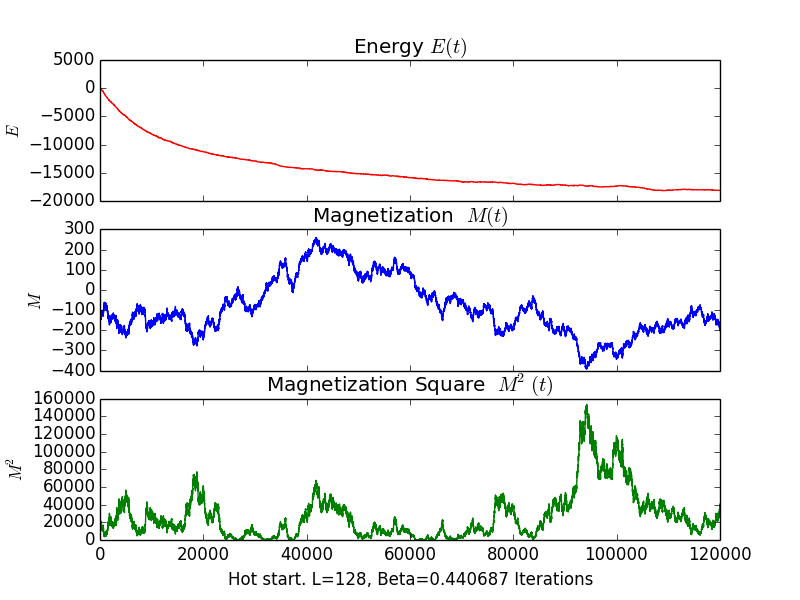 Energy E(t)
5000
0
−5000
−10000
−15000
−20000
E
Magnetization M(t)
300
200
100
0
−100
−200
−300
−400
M
Magnetization Square M² (t)
160000
140000
120000
100000
80000
60000
40000
20000
0
M²
0 20000 40000 60000 80000 100000 120000
Hot start. L=128, Beta=0.440687 Iterations